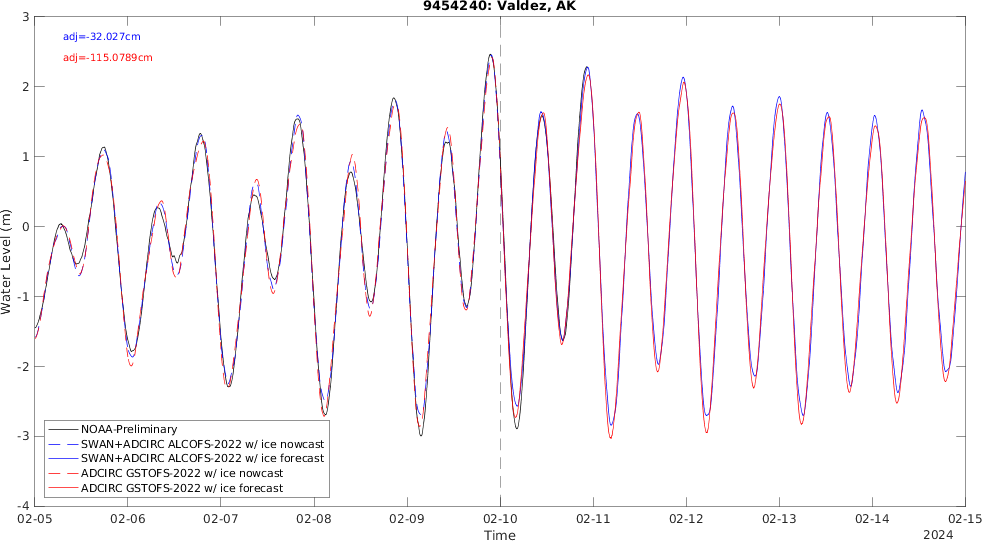 9454240: Valdez, AK
adj=-32.027cm
adj=-115.0789cm
3
2
1
0
-1
-2
-3
-4
Water Level (m)
NOAA-Preliminary
SWAN+ADCIRC ALCOFS-2022 w/ ice nowcast
SWAN+ADCIRC ALCOFS-2022 w/ ice forecast
ADCIRC GSTOFS-2022 w/ ice nowcast
ADCIRC GSTOFS-2022 w/ ice forecast
02-05 02-06 02-07 02-08 02-09 02-10 02-11 02-12 02-13 02-14 02-15
Time
2024